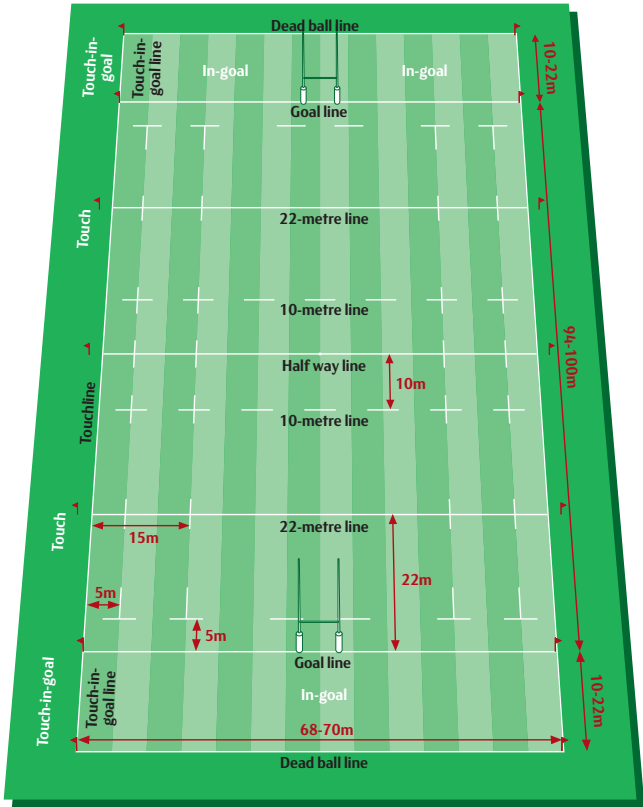 Dead ball line
Touch-in-
goal
Touch-in-
goal line
In-goal
In-goal
10-22m
Goal line
Touch
22-metre line
10-metre line
94-100m
Half way line
10m
Touchline
10-metre line
Touch
22-metre line
15m
22m
5m
5m
Goal line
Touch-in-goal
Touch-in-
goal line
In-goal
10-22m
68-70m
Dead ball line